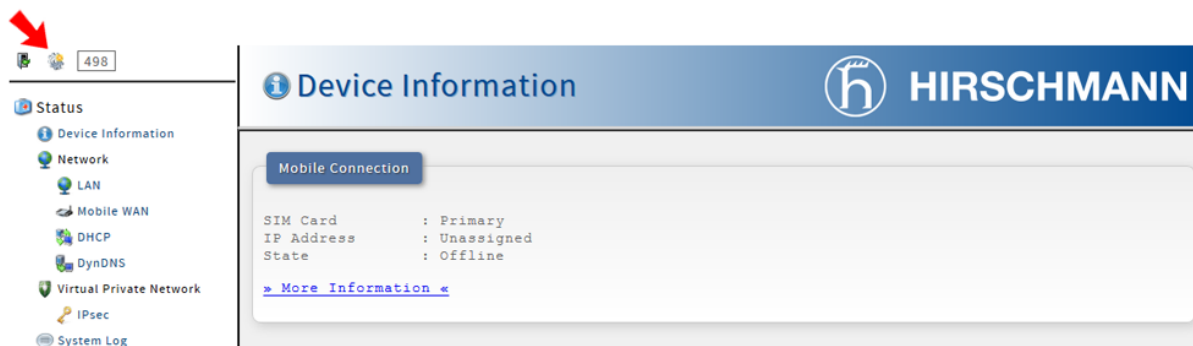 498
Status
Device Information
Network
LAN
Mobile WAN
DHCP
DynDNS
Virtual Private Network
IPsec
System Log
Device Information
HIRSCHMANN
Mobile Connection
SIM Card : Primary
IP Address : Unassigned
State : Offline
» More Information «